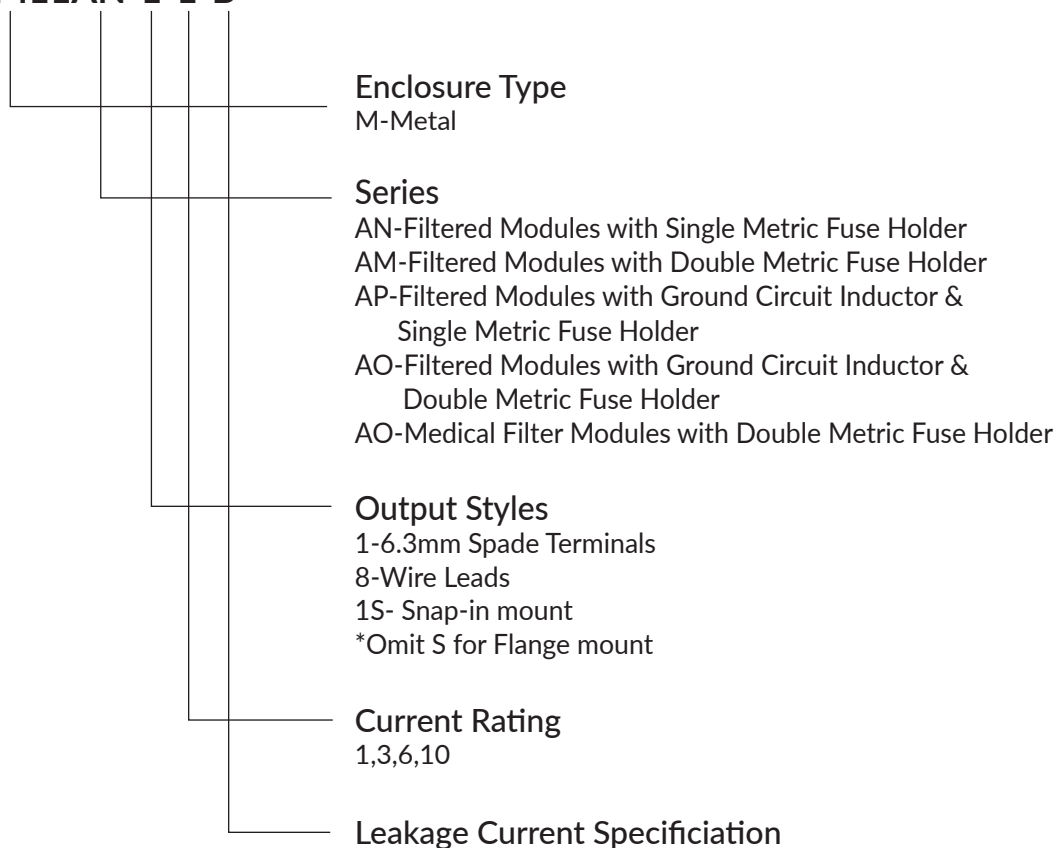 Enclosure Type
M-Metal
Series
AN-Filtered Modules with Single Metric Fuse Holder
AM-Filtered Modules with Double Metric Fuse Holder
AP-Filtered Modules with Ground Circuit Inductor &
Single Metric Fuse Holder
AO-Filtered Modules with Ground Circuit Inductor &
Double Metric Fuse Holder
AO-Medical Filter Modules with Double Metric Fuse Holder
Output Styles
1-6.3mm Spade Terminals
8-Wire Leads
1S- Snap-in mount
*Omit S for Flange mount
Current Rating
1,3,6,10
Leakage Current Specificiation